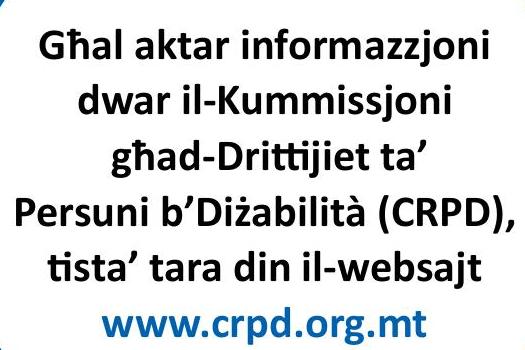 Għal aktar informazzjoni
dwar il-Kummissjoni
għad-Drittijiet ta’
Persuni b’Diżabilità (CRPD),
tista’ tara din il-websajt
www.crpd.org.mt